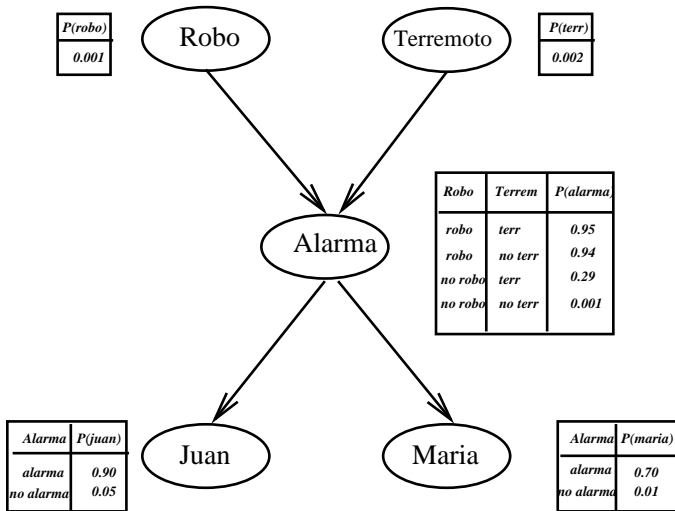 P(robo)
0.001
Robo
Terremoto
P(terr)
0.002
Robo Terrem P(alarma)
robo terr 0.95
robo no terr 0.94
no robo terr 0.29
no robo no terr 0.001
Alarma
Alarma P(juan)
alarma 0.90
no alarma 0.05
Juan
Maria
Alarma P(maria)
alarma 0.70
no alarma 0.01